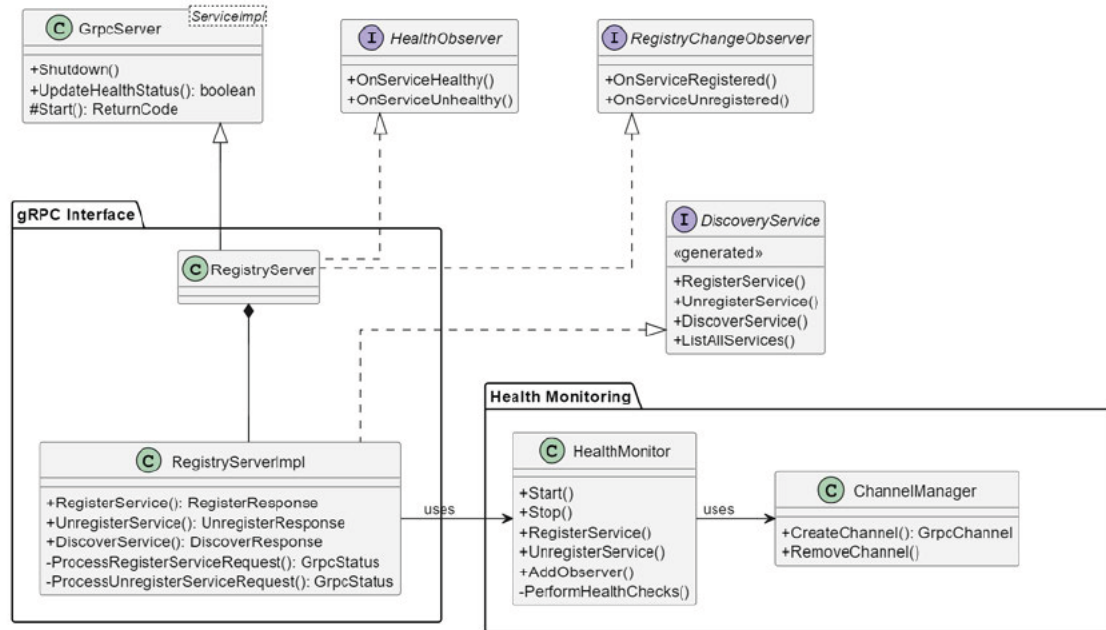 ServiceImpl
C GrpcServer
+Shutdown()
+UpdateHealthStatus(): boolean
#Start(): ReturnCode
I HealthObserver
+OnServiceHealthy()
+OnServiceUnhealthy()
I RegistryChangeObserver
+OnServiceRegistered()
+OnServiceUnregistered()
gRPC Interface
C RegistryServer
I DiscoveryService
«generated»
+RegisterService()
+UnregisterService()
+DiscoverService()
+ListAllServices()
C RegistryServerImpl
+RegisterService(): RegisterResponse
+UnregisterService(): UnregisterResponse
+DiscoverService(): DiscoverResponse
-ProcessRegisterServiceRequest(): GrpcStatus
-ProcessUnregisterServiceRequest(): GrpcStatus
uses
Health Monitoring
C HealthMonitor
+Start()
+Stop()
+RegisterService()
+UnregisterService()
+AddObserver()
-PerformHealthChecks()
uses
C ChannelManager
+CreateChannel(): GrpcChannel
+RemoveChannel()